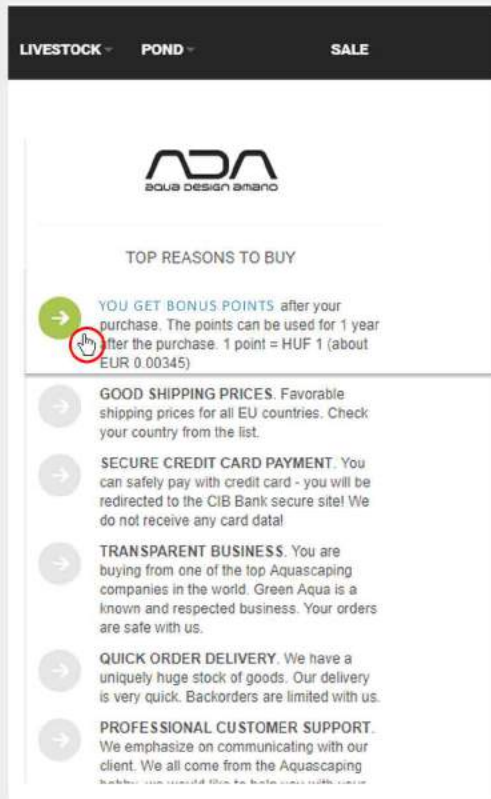 LIVESTOCK POND SALE
ADA
aqua Design amano
TOP REASONS TO BUY
YOU GET BONUS POINTS after your
purchase. The points can be used for 1 year
after the purchase. 1 point = HUF 1 (about
EUR 0.00345)
GOOD SHIPPING PRICES. Favorable
shipping prices for all EU countries. Check
your country from the list.
SECURE CREDIT CARD PAYMENT. You
can safely pay with credit card - you will be
redirected to the CIB Bank secure site! We
do not receive any card data!
TRANSPARENT BUSINESS. You are
buying from one of the top Aquascaping
companies in the world. Green Aqua is a
known and respected business. Your orders
are safe with us.
QUICK ORDER DELIVERY. We have a
uniquely huge stock of goods. Our delivery
is very quick. Backorders are limited with us.
PROFESSIONAL CUSTOMER SUPPORT.
We emphasize on communicating with our
client. We all come from the Aquascaping